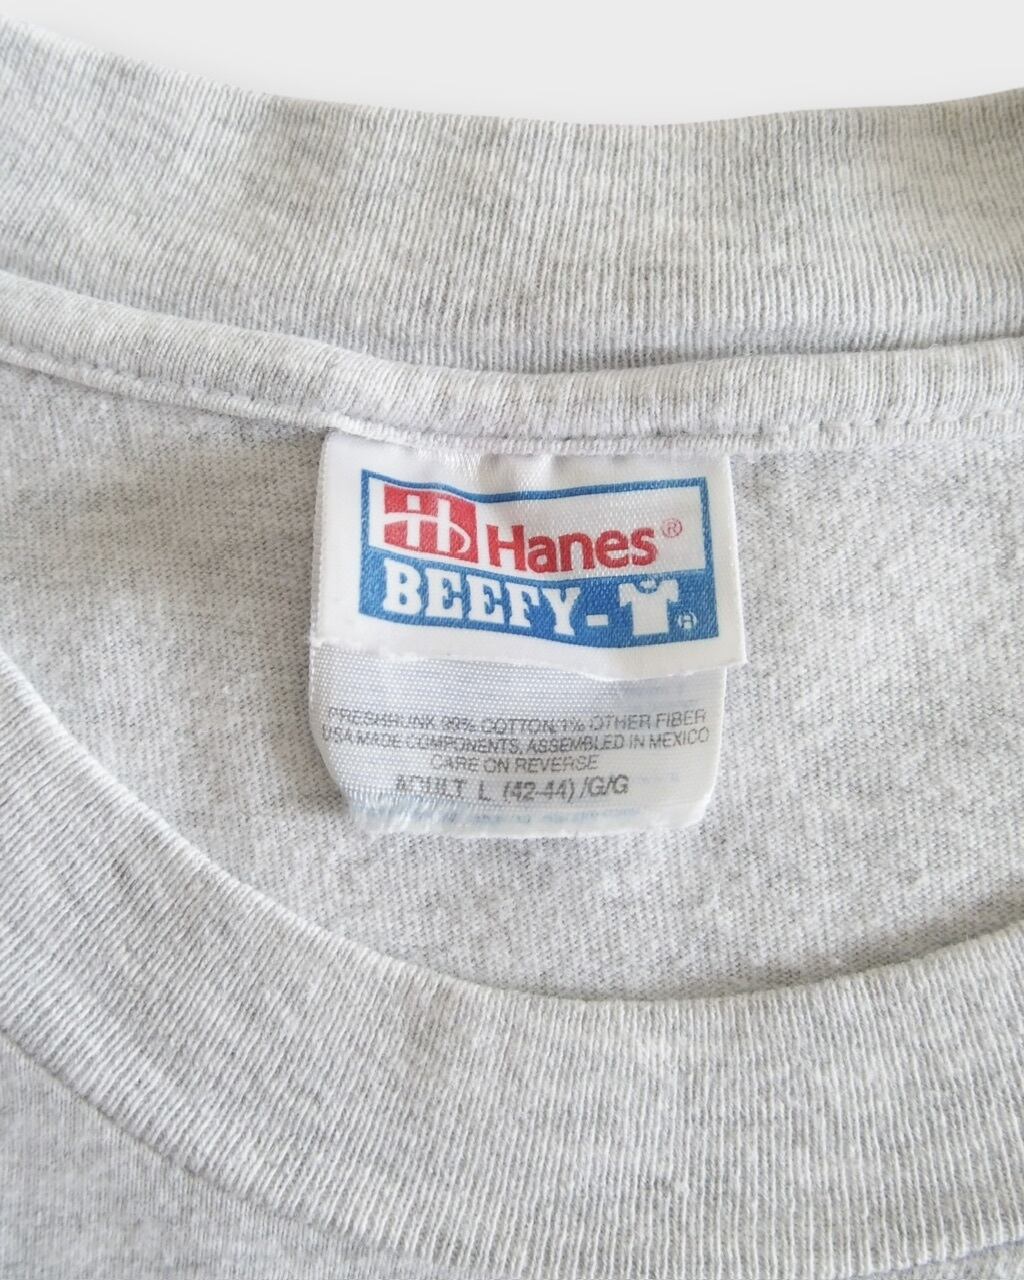 Hanes®
BEEFY-
PRESHRUNK 99% COTTON, 1% OTHER FIBER
USA MADE COMPONENTS, ASSEMBLED IN MEXICO
CARE ON REVERSE
ADULT L (42-44) /G/G